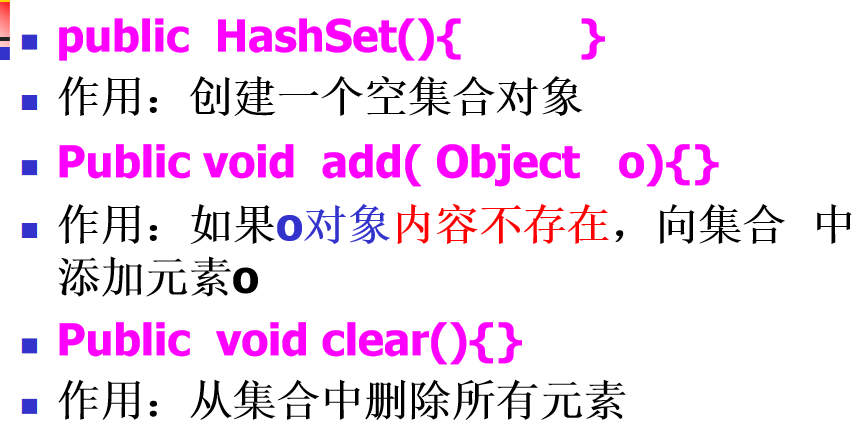 public HashSet(){ }
作用：创建一个空集合对象
Public void add( Object o){}
作用：如果o对象内容不存在，向集合 中
添加元素o
Public void clear(){}
作用：从集合中删除所有元素